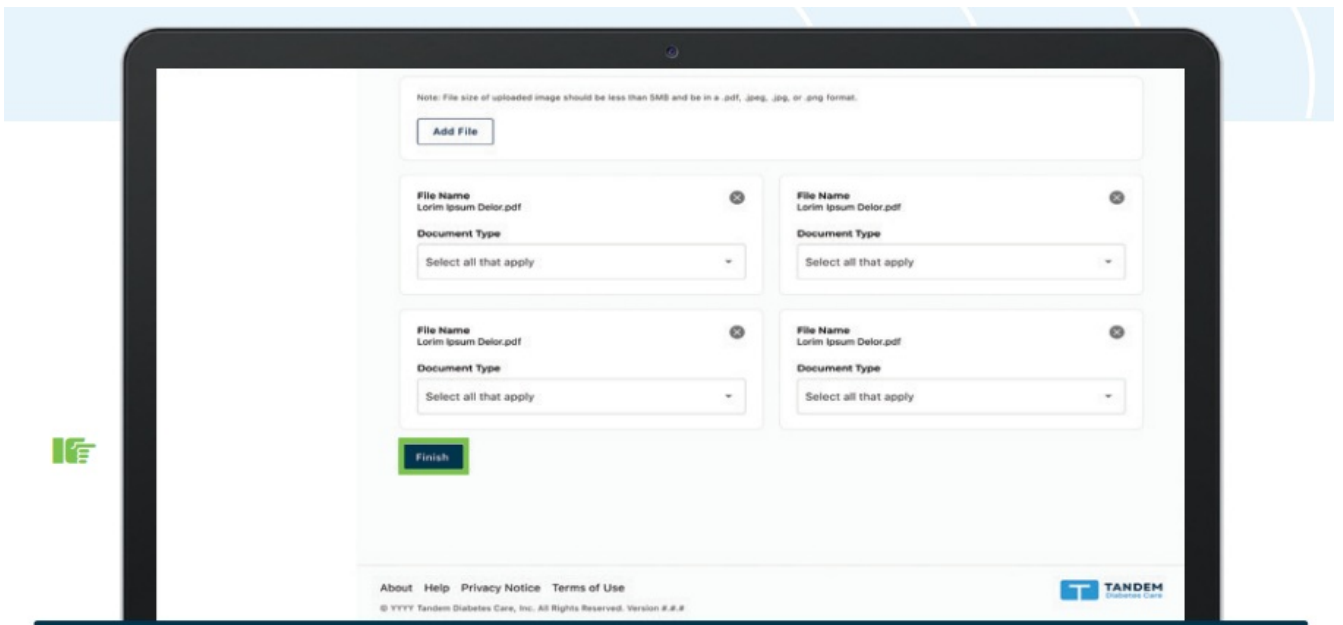 Note: File size of uploaded image should be less than 5MB and be in a .pdf, .jpeg, .jpg, or .png format.
Add File
File Name
Lorim Ipsum Delor.pdf
Document Type
Select all that apply
File Name
Lorim Ipsum Delor.pdf
Document Type
Select all that apply
File Name
Lorim Ipsum Delor.pdf
Document Type
Select all that apply
File Name
Lorim Ipsum Delor.pdf
Document Type
Select all that apply
Finish
About Help Privacy Notice Terms of Use
© YYYY Tandem Diabetes Care, Inc. All Rights Reserved. Version #.#.#
TANDEM
Diabetes Care